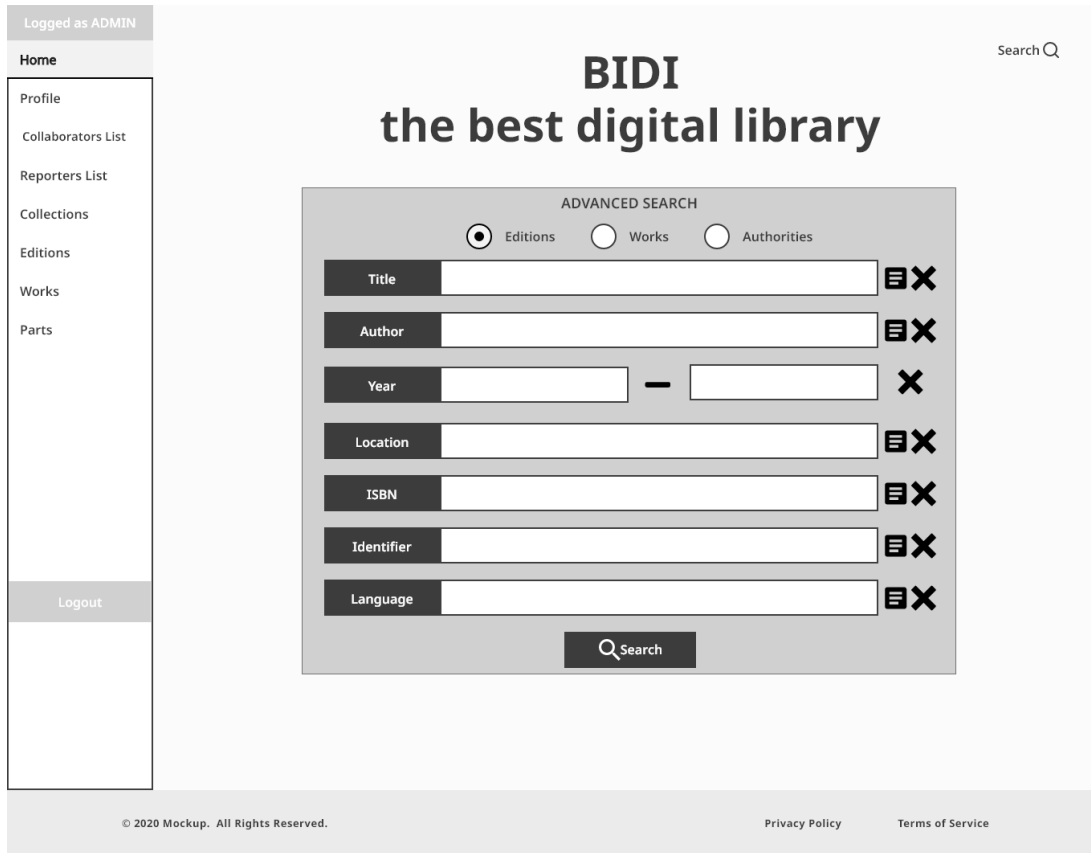 Logged as ADMIN
Home
Profile
Collaborators List
Reporters List
Collections
Editions
Works
Parts
Logout
Search
BIDI
the best digital library
ADVANCED SEARCH
Editions Works Authorities
Title
Author
Year
Location
ISBN
Identifier
Language
Search
© 2020 Mockup. All Rights Reserved. Privacy Policy Terms of Service